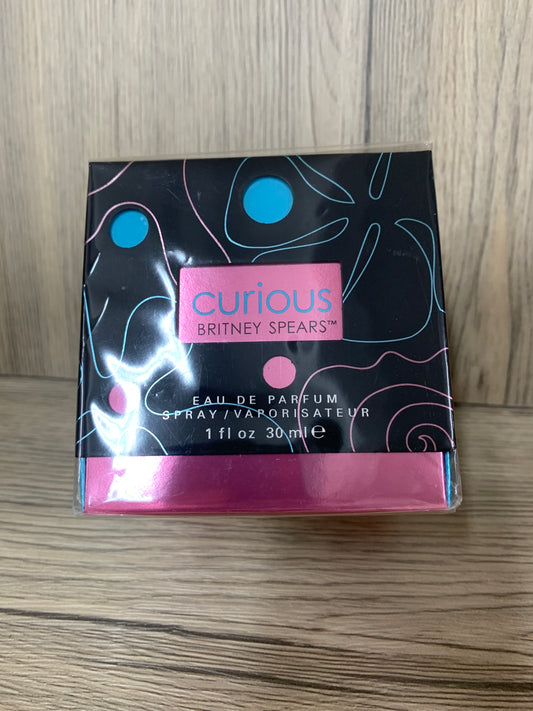 curious
BRITNEY SPEARS™
EAU DE PARFUM
SPRAY/VAPORISATEUR
1 fl oz 30 ml ℮